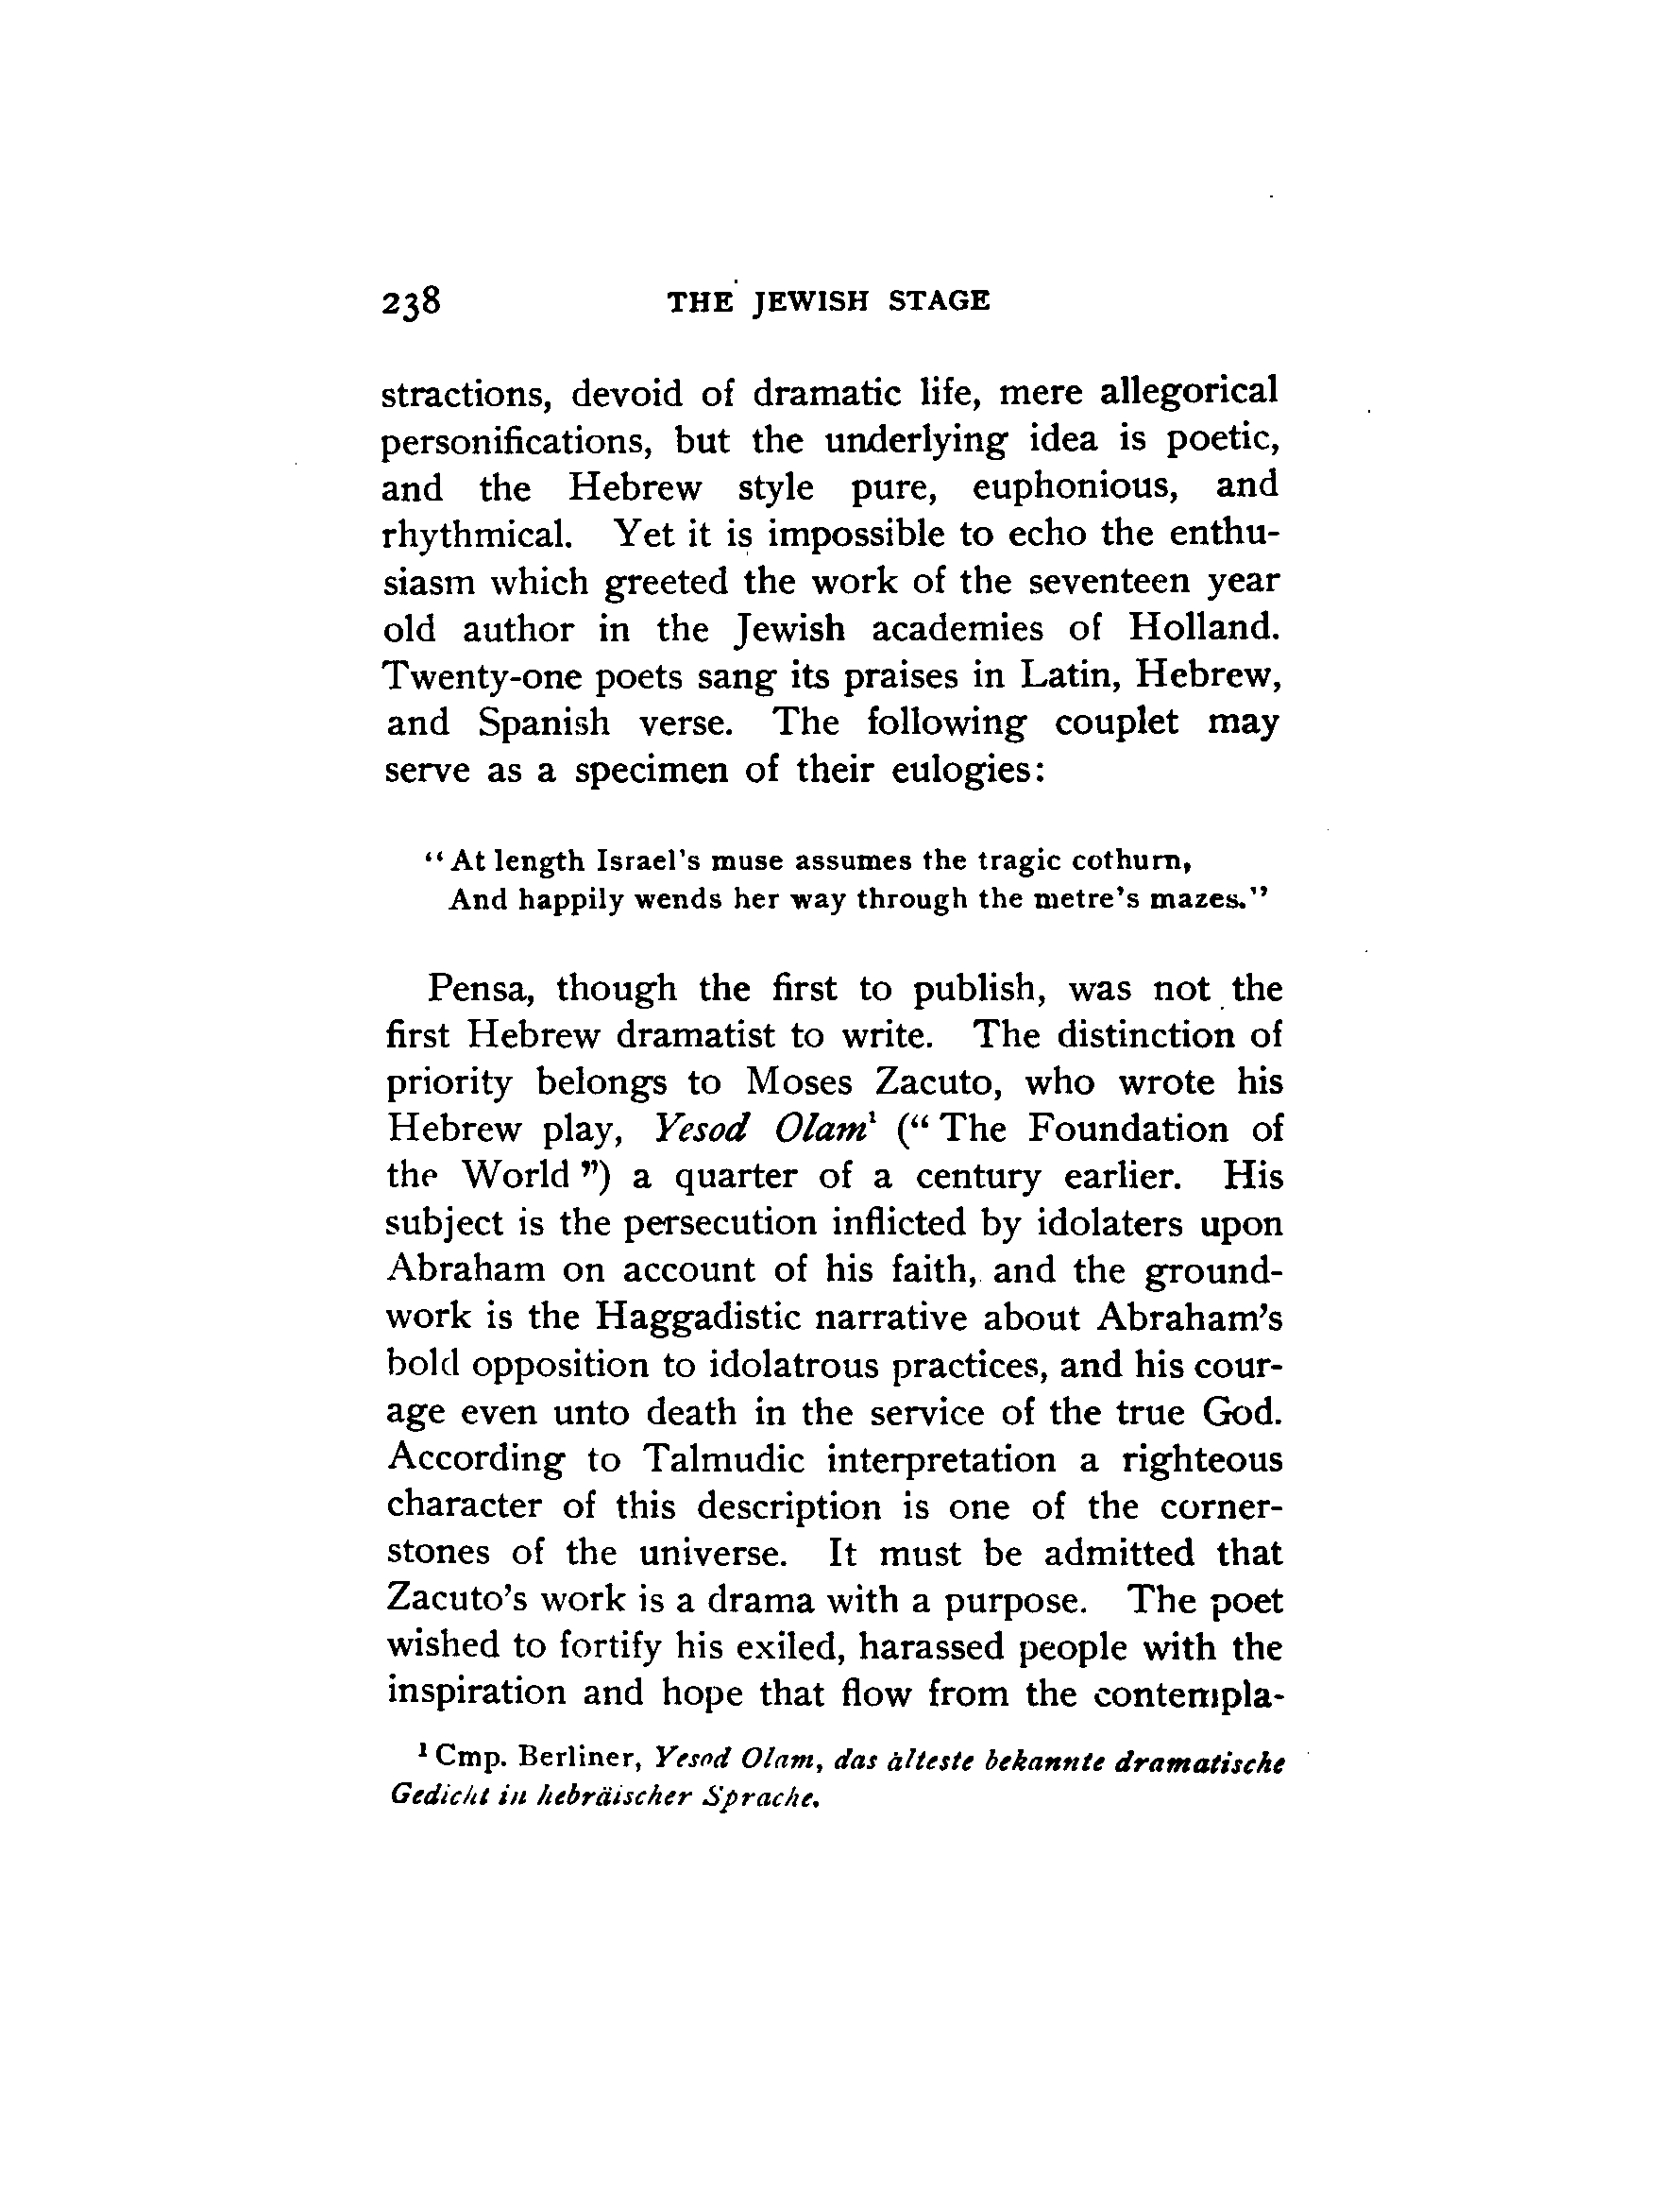 238 THE JEWISH STAGE
stractions, devoid of dramatic life, mere allegorical
personifications, but the underlying idea is poetic,
and the Hebrew style pure, euphonious, and
rhythmical. Yet it is impossible to echo the enthu-
siasm which greeted the work of the seventeen year
old author in the Jewish academies of Holland.
Twenty-one poets sang its praises in Latin, Hebrew,
and Spanish verse. The following couplet may
serve as a specimen of their eulogies:
“At length Israel's muse assumes the tragic cothurn,
And happily wends her way through the metre's mazes.”
Pensa, though the first to publish, was not the
first Hebrew dramatist to write. The distinction of
priority belongs to Moses Zacuto, who wrote his
Hebrew play, Yesod Olam¹ (“The Foundation of
the World”) a quarter of a century earlier. His
subject is the persecution inflicted by idolaters upon
Abraham on account of his faith, and the ground-
work is the Haggadistic narrative about Abraham's
bold opposition to idolatrous practices, and his cour-
age even unto death in the service of the true God.
According to Talmudic interpretation a righteous
character of this description is one of the corner-
stones of the universe. It must be admitted that
Zacuto's work is a drama with a purpose. The poet
wished to fortify his exiled, harassed people with the
inspiration and hope that flow from the contempla-
¹ Cmp. Berliner, Yesod Olam, das älteste bekannte dramatische
Gedicht in hebräischer Sprache.